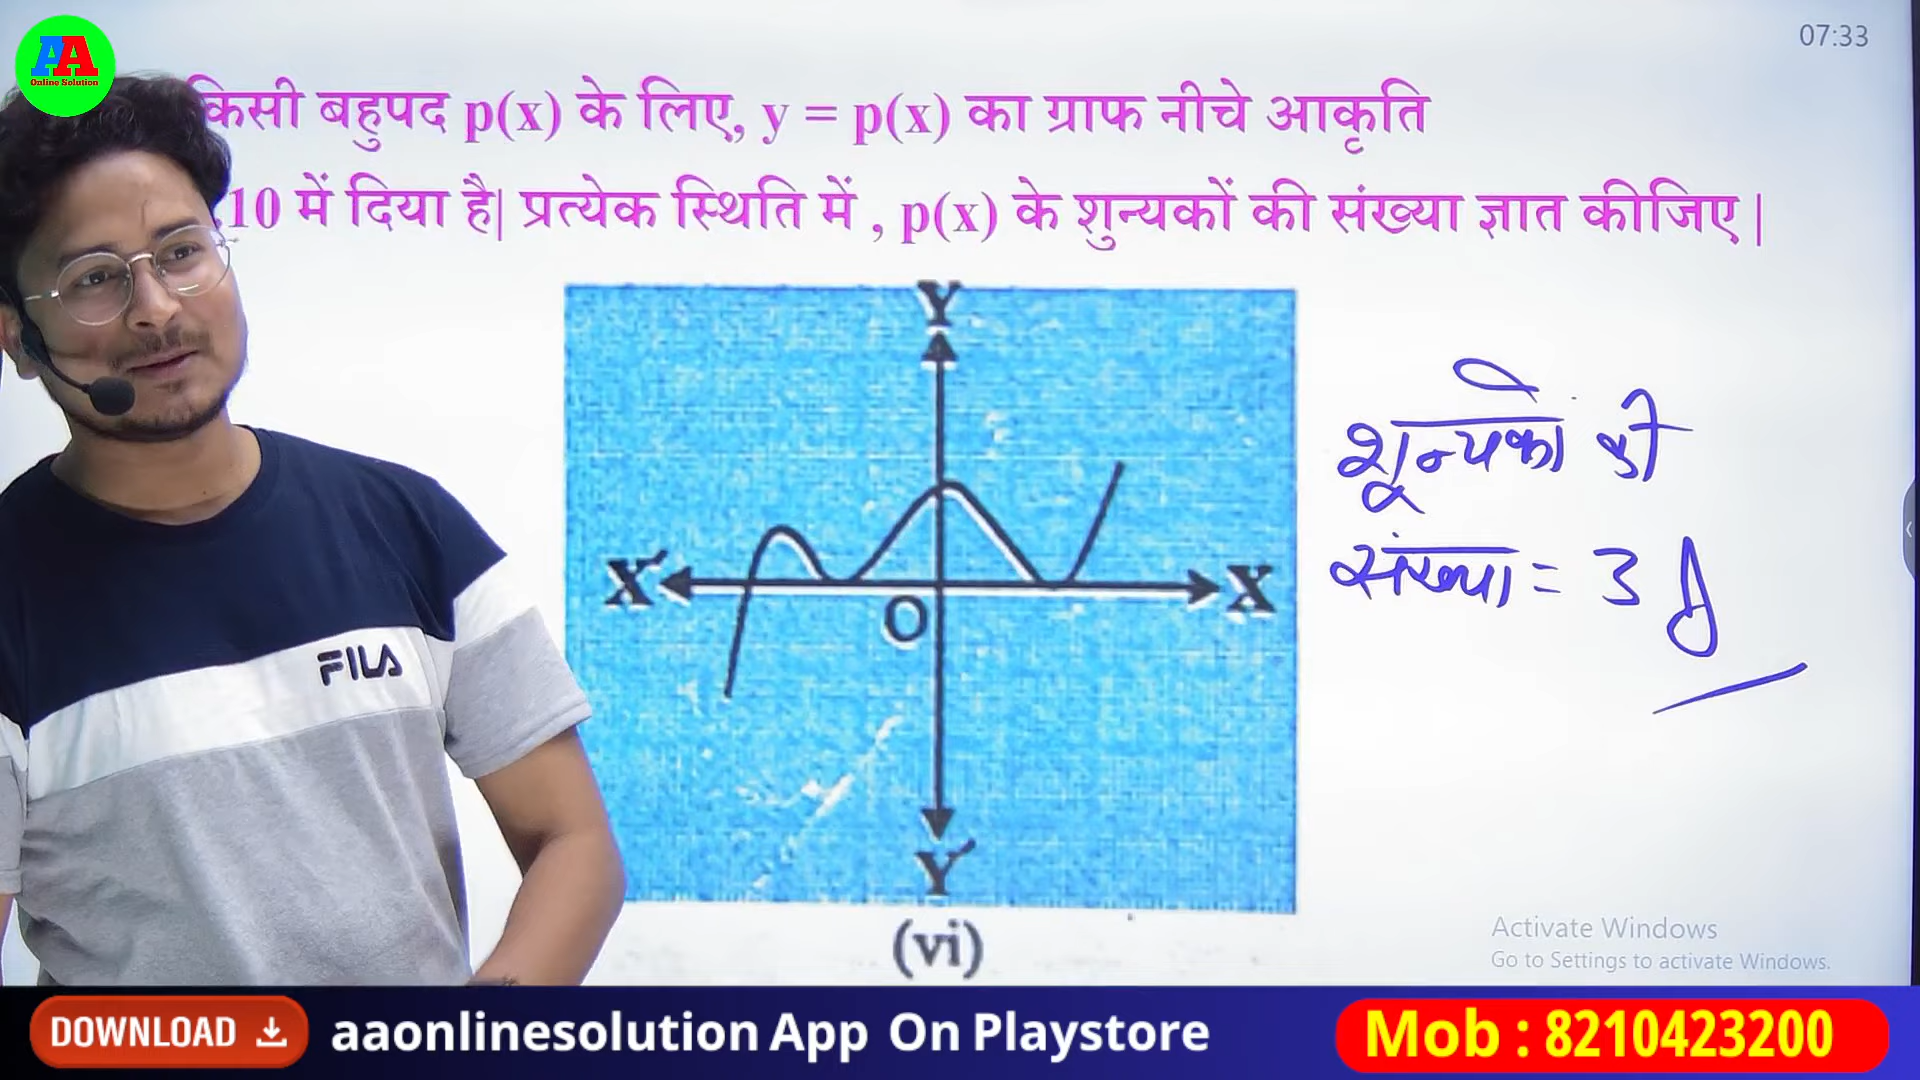 AA
Online Solution
07:33
किसी बहुपद p(x) के लिए, y = p(x) का ग्राफ नीचे आकृति
.10 में दिया है| प्रत्येक स्थिति में , p(x) के शुन्यकों की संख्या ज्ञात कीजिए |
Y
X′ X
O
Y′
(vi)
शून्यको की
संख्या = 3
FILA
Activate Windows
Go to Settings to activate Windows.
DOWNLOAD aaonlinesolution App On Playstore Mob : 8210423200